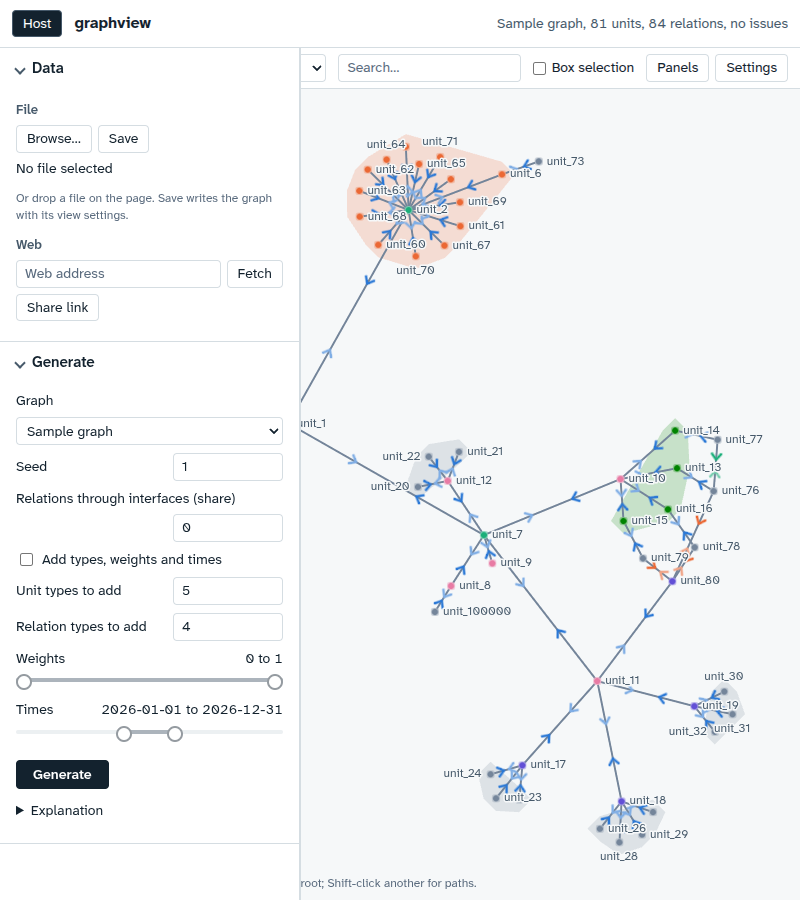 Host graphview Sample graph, 81 units, 84 relations, no issues
Data
File
Browse... Save
No file selected
Or drop a file on the page. Save writes the graph
with its view settings.
Web
Web address Fetch
Share link
Generate
Graph
Sample graph
Seed 1
Relations through interfaces (share)
0
Add types, weights and times
Unit types to add 5
Relation types to add 4
Weights 0 to 1
Times 2026-01-01 to 2026-12-31
Generate
Explanation
Search... Box selection Panels Settings
unit_64 unit_71
unit_65 unit_73
unit_62 unit_6
unit_63
unit_2 unit_69
unit_68
unit_61
unit_60 unit_67
unit_70
unit_1
unit_14
unit_77
unit_22 unit_21
unit_13
unit_12 unit_10
unit_20 unit_76
unit_16
unit_15
unit_7
unit_78
unit_79
unit_9
unit_80
unit_8
unit_100000
unit_11
unit_30
unit_19
unit_32 unit_31
unit_17
unit_24
unit_23 unit_18
unit_26
unit_29
unit_28
root; Shift-click another for paths.